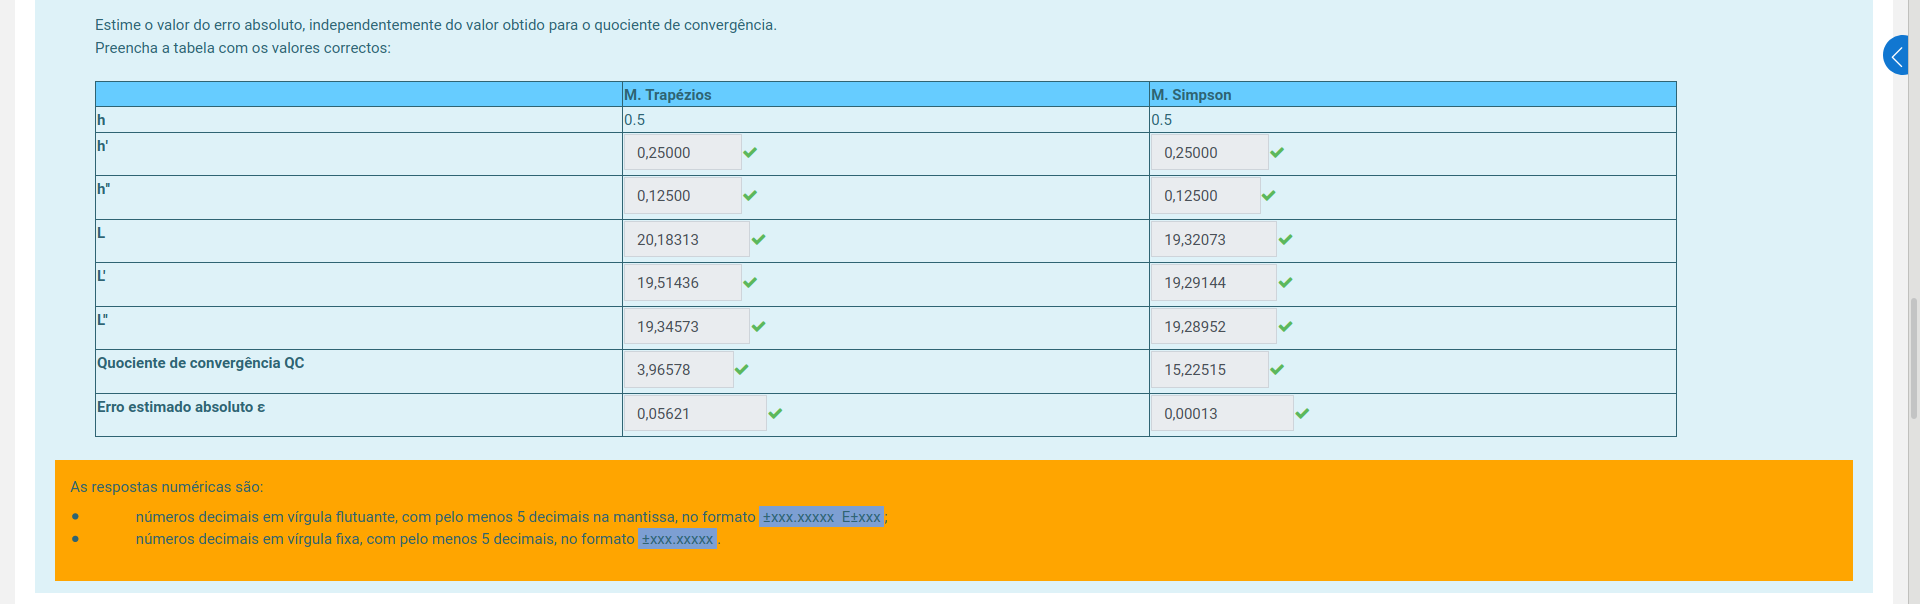 Estime o valor do erro absoluto, independentemente do valor obtido para o quociente de convergência.
Preencha a tabela com os valores correctos:
M. Trapézios M. Simpson
h 0.5 0.5
h' 0,25000 0,25000
h" 0,12500 0,12500
L 20,18313 19,32073
L' 19,51436 19,29144
L" 19,34573 19,28952
Quociente de convergência QC 3,96578 15,22515
Erro estimado absoluto ε 0,05621 0,00013
As respostas numéricas são:
• números decimais em vírgula flutuante, com pelo menos 5 decimais na mantissa, no formato ±xxx.xxxxx E±xxx;
• números decimais em vírgula fixa, com pelo menos 5 decimais, no formato ±xxx.xxxxx.